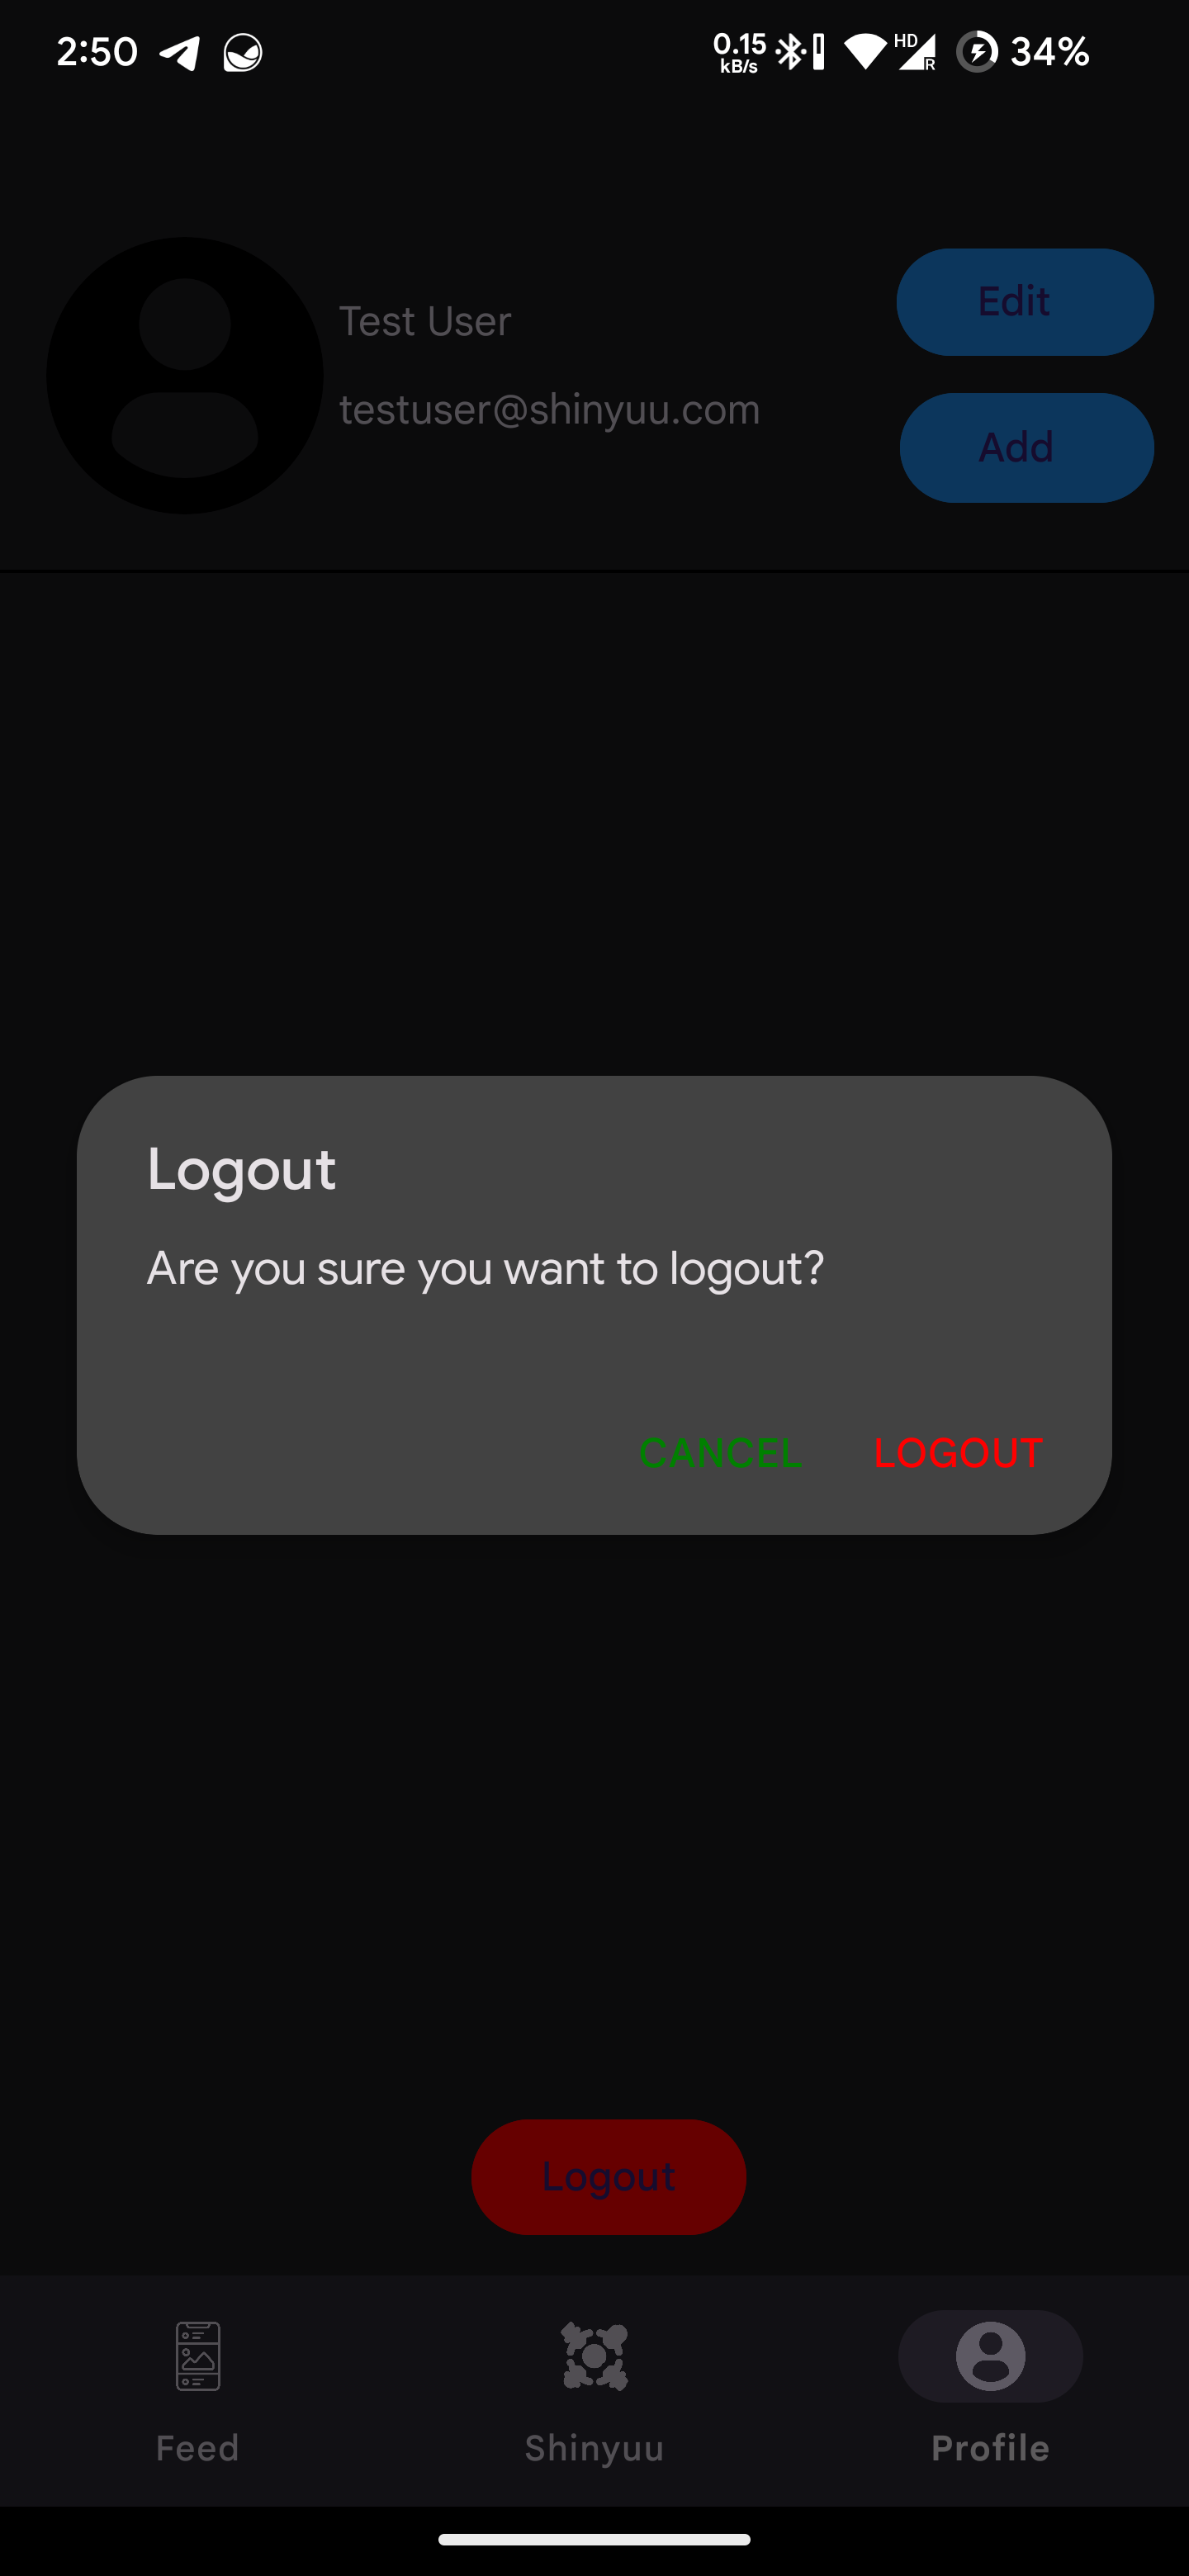 2:50 0.15 kB/s HD R 34%
Test User
testuser@shinyuu.com
Edit
Add
Logout
Are you sure you want to logout?
CANCEL LOGOUT
Logout
Feed Shinyuu Profile